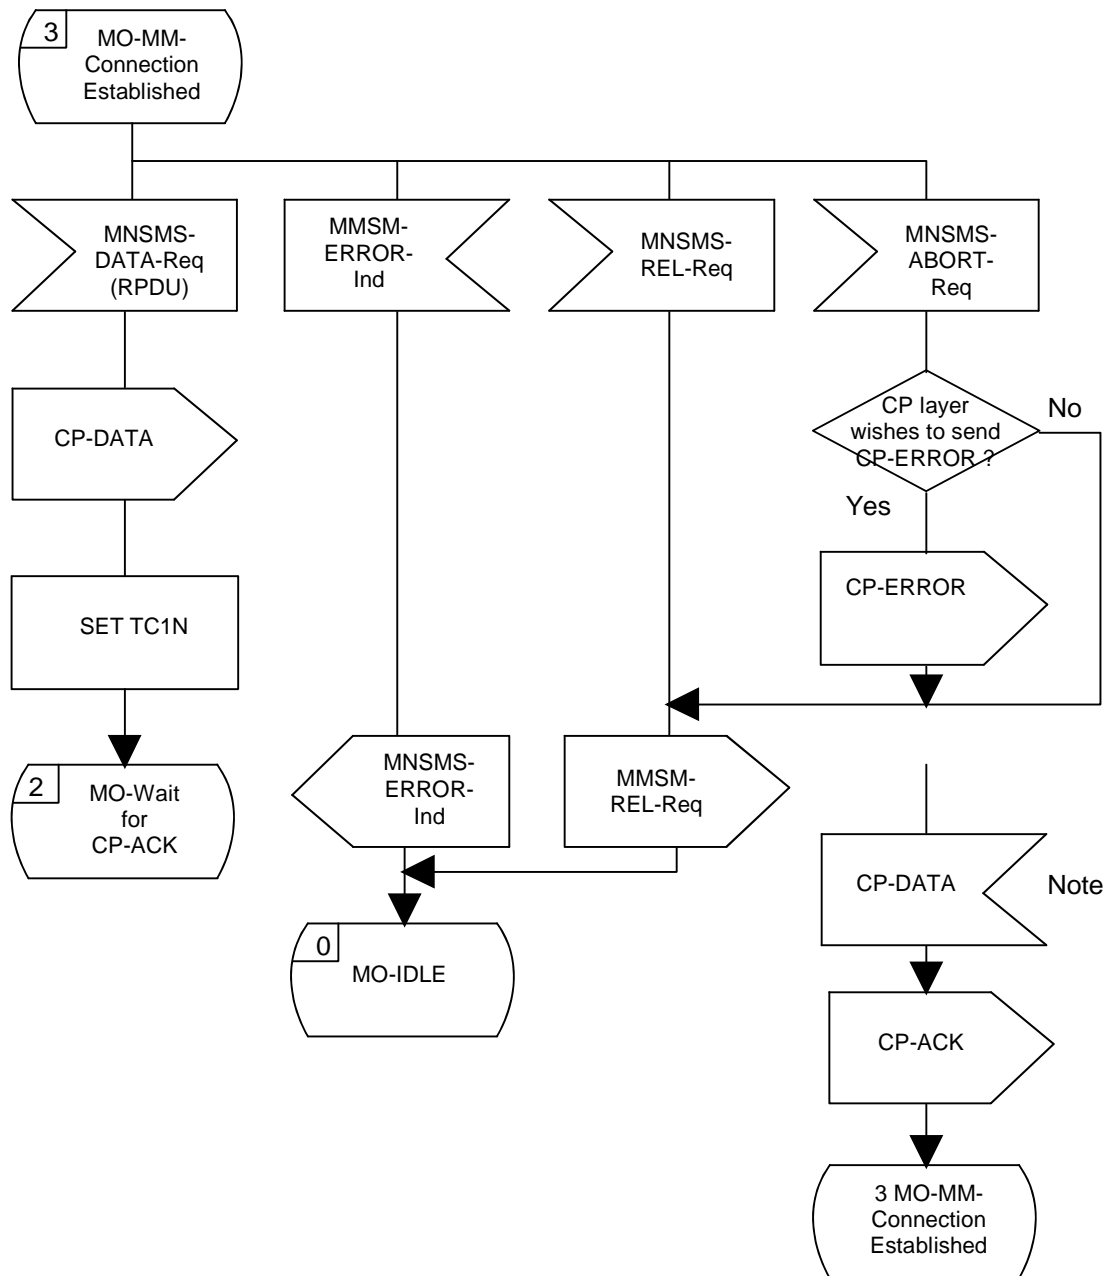 3
MO-MM-
Connection
Established
MNSMS-
DATA-Req
(RPDU)
MMSM-
ERROR-
Ind
MNSMS-
REL-Req
MNSMS-
ABORT-
Req
CP-DATA
CP layer
wishes to send
CP-ERROR ?
No
Yes
SET TC1N
CP-ERROR
2
MO-Wait
for
CP-ACK
MNSMS-
ERROR-
Ind
MMSM-
REL-Req
CP-DATA
Note
0
MO-IDLE
CP-ACK
3 MO-MM-
Connection
Established